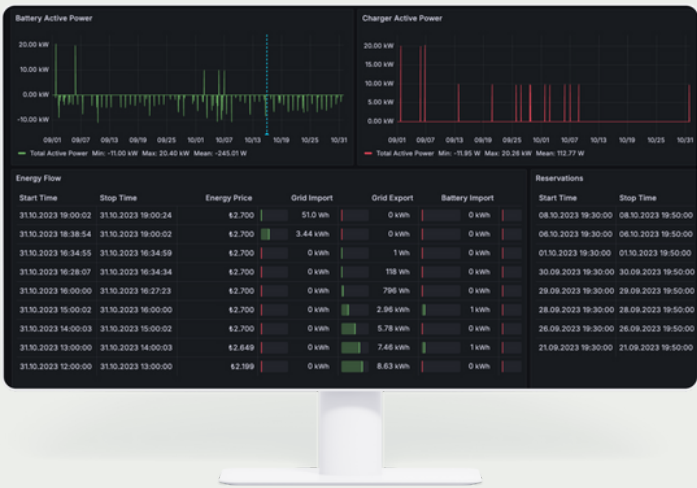 Battery Active Power
20.00 kW
10.00 kW
0.00 kW
-10.00 kW
09/01 09/07 09/13 09/19 09/25 10/01 10/07 10/13 10/19 10/25 10/31
Total Active Power Min: -11.00 kW Max: 20.40 kW Mean: -245.01 W
Charger Active Power
20.00 kW
15.00 kW
10.00 kW
5.00 kW
0.00 kW
09/01 09/07 09/13 09/19 09/25 10/01 10/07 10/13 10/19 10/25 10/31
Total Active Power Min: -11.95 W Max: 20.28 kW Mean: 112.77 W
Energy Flow
Start Time Stop Time Energy Price Grid Import Grid Export Battery Import
31.10.2023 19:00:02 31.10.2023 19:00:24 ₺2.700 51.0 Wh 0 kWh 0 kWh
31.10.2023 18:38:54 31.10.2023 19:00:02 ₺2.700 3.44 kWh 0 kWh 0 kWh
31.10.2023 16:34:55 31.10.2023 16:34:59 ₺2.700 0 kWh 1 Wh 0 kWh
31.10.2023 16:28:07 31.10.2023 16:34:34 ₺2.700 0 kWh 118 Wh 0 kWh
31.10.2023 16:00:00 31.10.2023 16:27:23 ₺2.700 0 kWh 796 Wh 0 kWh
31.10.2023 15:00:02 31.10.2023 16:00:00 ₺2.700 0 kWh 2.96 kWh 1 kWh
31.10.2023 14:00:03 31.10.2023 15:00:02 ₺2.700 0 kWh 5.78 kWh 0 kWh
31.10.2023 13:00:00 31.10.2023 14:00:03 ₺2.649 0 kWh 7.46 kWh 1 kWh
31.10.2023 12:00:00 31.10.2023 13:00:00 ₺2.199 0 kWh 8.63 kWh 0 kWh
Reservations
Start Time Stop Time
08.10.2023 19:30:00 08.10.2023 19:50:00
06.10.2023 19:30:00 06.10.2023 19:50:00
01.10.2023 19:30:00 01.10.2023 19:50:00
30.09.2023 19:30:00 30.09.2023 19:50:00
29.09.2023 19:30:00 29.09.2023 19:50:00
28.09.2023 19:30:00 28.09.2023 19:50:00
26.09.2023 19:30:00 26.09.2023 19:50:00
21.09.2023 19:30:00 21.09.2023 19:50:00